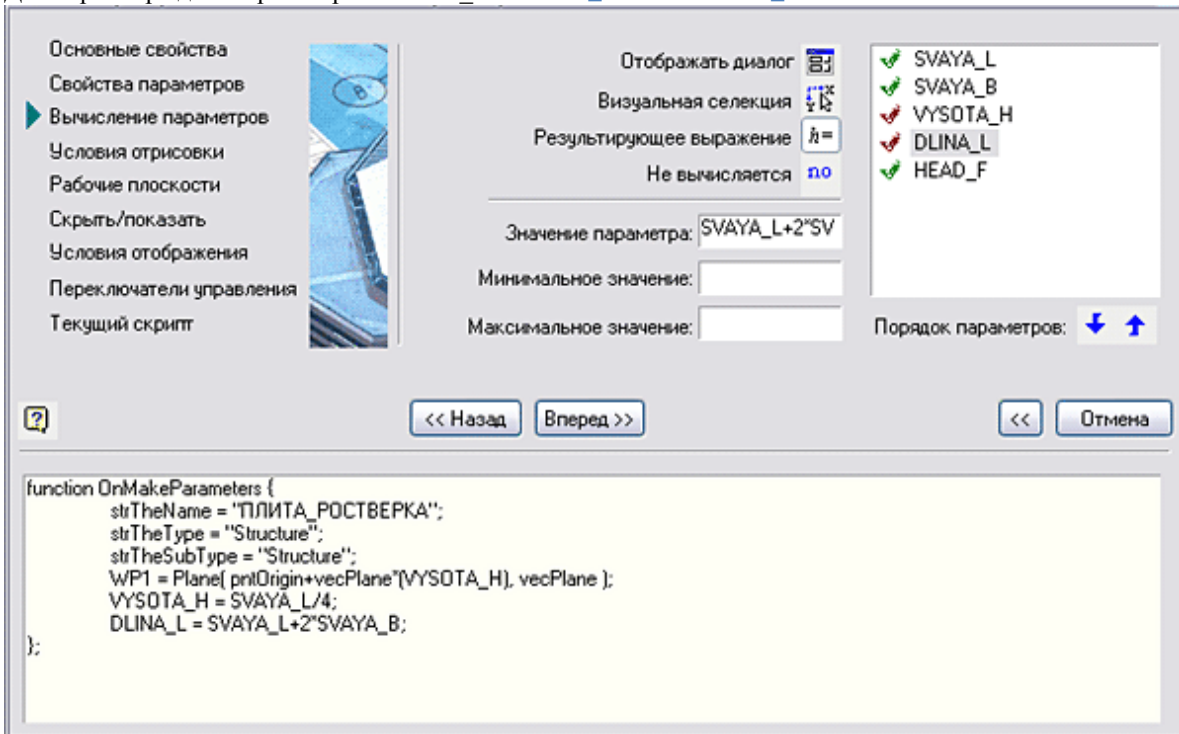 Основные свойства
Свойства параметров
Вычисление параметров
Условия отрисовки
Рабочие плоскости
Скрыть/показать
Условия отображения
Переключатели управления
Текущий скрипт
Отображать диалог
Визуальная селекция
Результирующее выражение h=
Не вычисляется no
Значение параметра: SVAYA_L+2*SV
Минимальное значение:
Максимальное значение:
SVAYA_L
SVAYA_B
VYSOTA_H
DLINA_L
HEAD_F
Порядок параметров:
<< Назад
Вперед >>
<<
Отмена
function OnMakeParameters {
strTheName = "ПЛИТА_РОСТВЕРКА";
strTheType = "Structure";
strTheSubType = "Structure";
WP1 = Plane( pntOrigin+vecPlane*(VYSOTA_H), vecPlane );
VYSOTA_H = SVAYA_L/4;
DLINA_L = SVAYA_L+2*SVAYA_B;
};